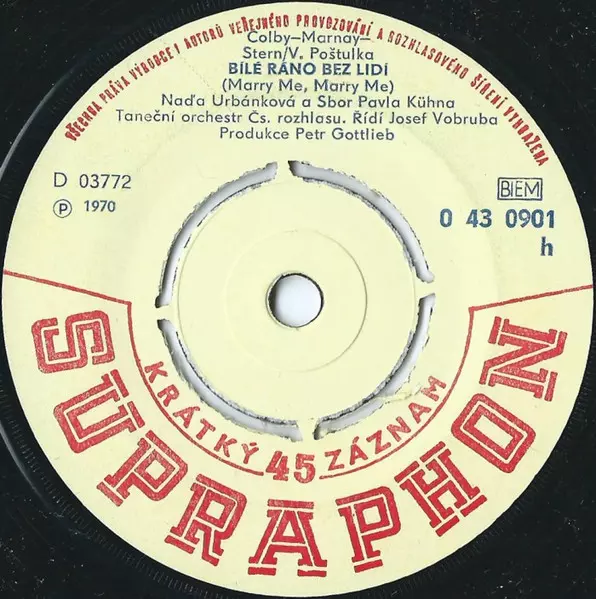 VŠECHNA PRÁVA VÝROBCE I AUTORŮ VEŘEJNÉHO PROVOZOVÁNÍ A ROZHLASOVÉHO ŠÍŘENÍ VYHRAŽENA
Colby–Marnay–
Stern/V. Poštulka
BÍLÉ RÁNO BEZ LIDÍ
(Marry Me, Marry Me)
Naďa Urbánková a Sbor Pavla Kühna
Taneční orchestr Čs. rozhlasu. Řídí Josef Vobruba
Produkce Petr Gottlieb
D 03772
Ⓟ 1970
BIEM
0 43 0901
h
KRÁTKÝ 45 ZÁZNAM
SUPRAPHON